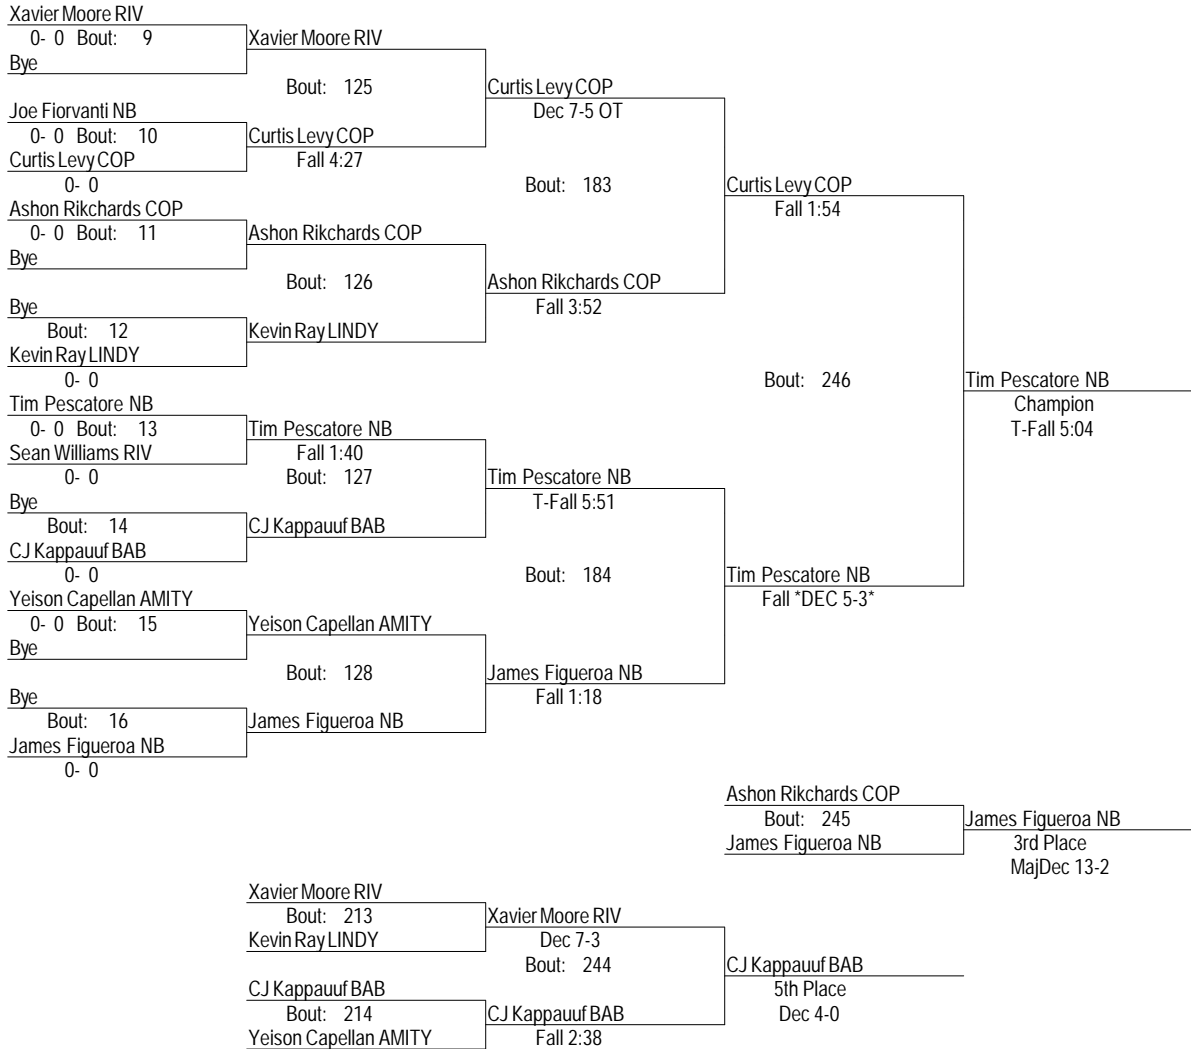 Xavier Moore RIV
0- 0 Bout: 9
Xavier Moore RIV
Bye
Bout: 125
Curtis Levy COP
Joe Fiorvanti NB
Dec 7-5 OT
0- 0 Bout: 10
Curtis Levy COP
Curtis Levy COP
Fall 4:27
0- 0
Bout: 183
Curtis Levy COP
Ashon Rikchards COP
Fall 1:54
0- 0 Bout: 11
Ashon Rikchards COP
Bye
Bout: 126
Ashon Rikchards COP
Bye
Fall 3:52
Bout: 12
Kevin Ray LINDY
Kevin Ray LINDY
0- 0
Bout: 246
Tim Pescatore NB
Tim Pescatore NB
Champion
0- 0 Bout: 13
Tim Pescatore NB
T-Fall 5:04
Sean Williams RIV
Fall 1:40
0- 0
Bout: 127
Tim Pescatore NB
Bye
T-Fall 5:51
Bout: 14
CJ Kappauuf BAB
CJ Kappauuf BAB
0- 0
Bout: 184
Tim Pescatore NB
Yeison Capellan AMITY
Fall *DEC 5-3*
0- 0 Bout: 15
Yeison Capellan AMITY
Bye
Bout: 128
James Figueroa NB
Bye
Fall 1:18
Bout: 16
James Figueroa NB
James Figueroa NB
0- 0
Ashon Rikchards COP
Bout: 245
James Figueroa NB
James Figueroa NB
3rd Place
MajDec 13-2
Xavier Moore RIV
Bout: 213
Xavier Moore RIV
Kevin Ray LINDY
Dec 7-3
Bout: 244
CJ Kappauuf BAB
CJ Kappauuf BAB
5th Place
Bout: 214
CJ Kappauuf BAB
Dec 4-0
Yeison Capellan AMITY
Fall 2:38